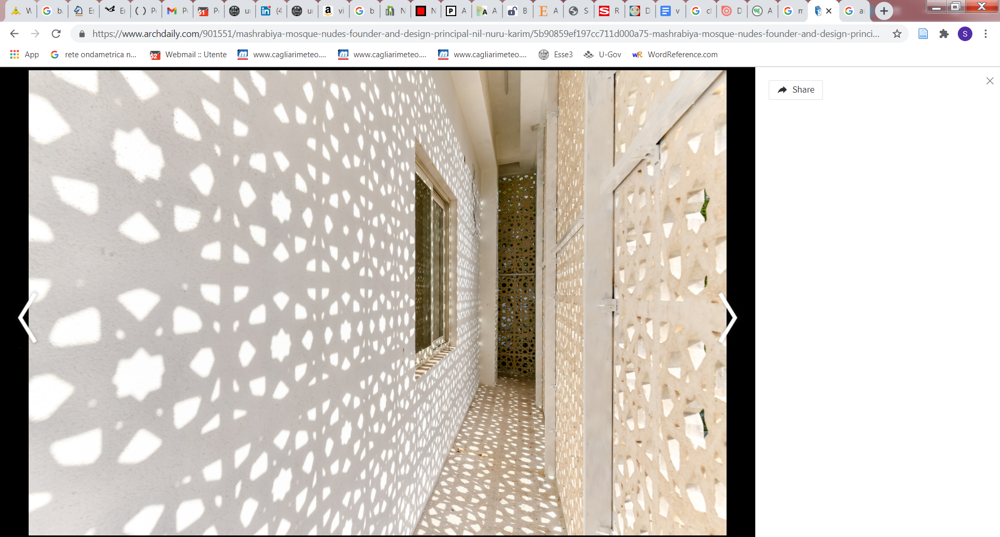 https://www.archdaily.com/901551/mashrabiya-mosque-nudes-founder-and-design-principal-nil-nuru-karim/5b90859ef197cc711d000a75-mashrabiya-mosque-nudes-founder-and-design-princi...
S
App
rete ondametrica n...
Webmail :: Utente
www.cagliarimeteo....
www.cagliarimeteo....
www.cagliarimeteo....
Esse3
U-Gov
WordReference.com
Share